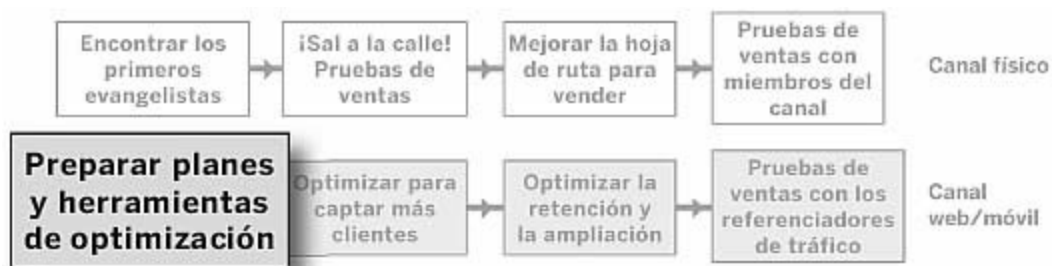 Encontrar los
primeros
evangelistas
¡Sal a la calle!
Pruebas de
ventas
Mejorar la hoja
de ruta para
vender
Pruebas de
ventas con
miembros del
canal
Canal físico
Preparar planes
y herramientas
de optimización
Optimizar para
captar más
clientes
Optimizar la
retención y
la ampliación
Pruebas de
ventas con los
referenciadores
de tráfico
Canal
web/móvil